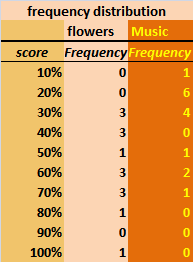 frequency distribution
flowers Music
score Frequency Frequency
10% 0 1
20% 0 6
30% 3 4
40% 3 0
50% 1 1
60% 3 2
70% 3 1
80% 1 0
90% 0 0
100% 1 0